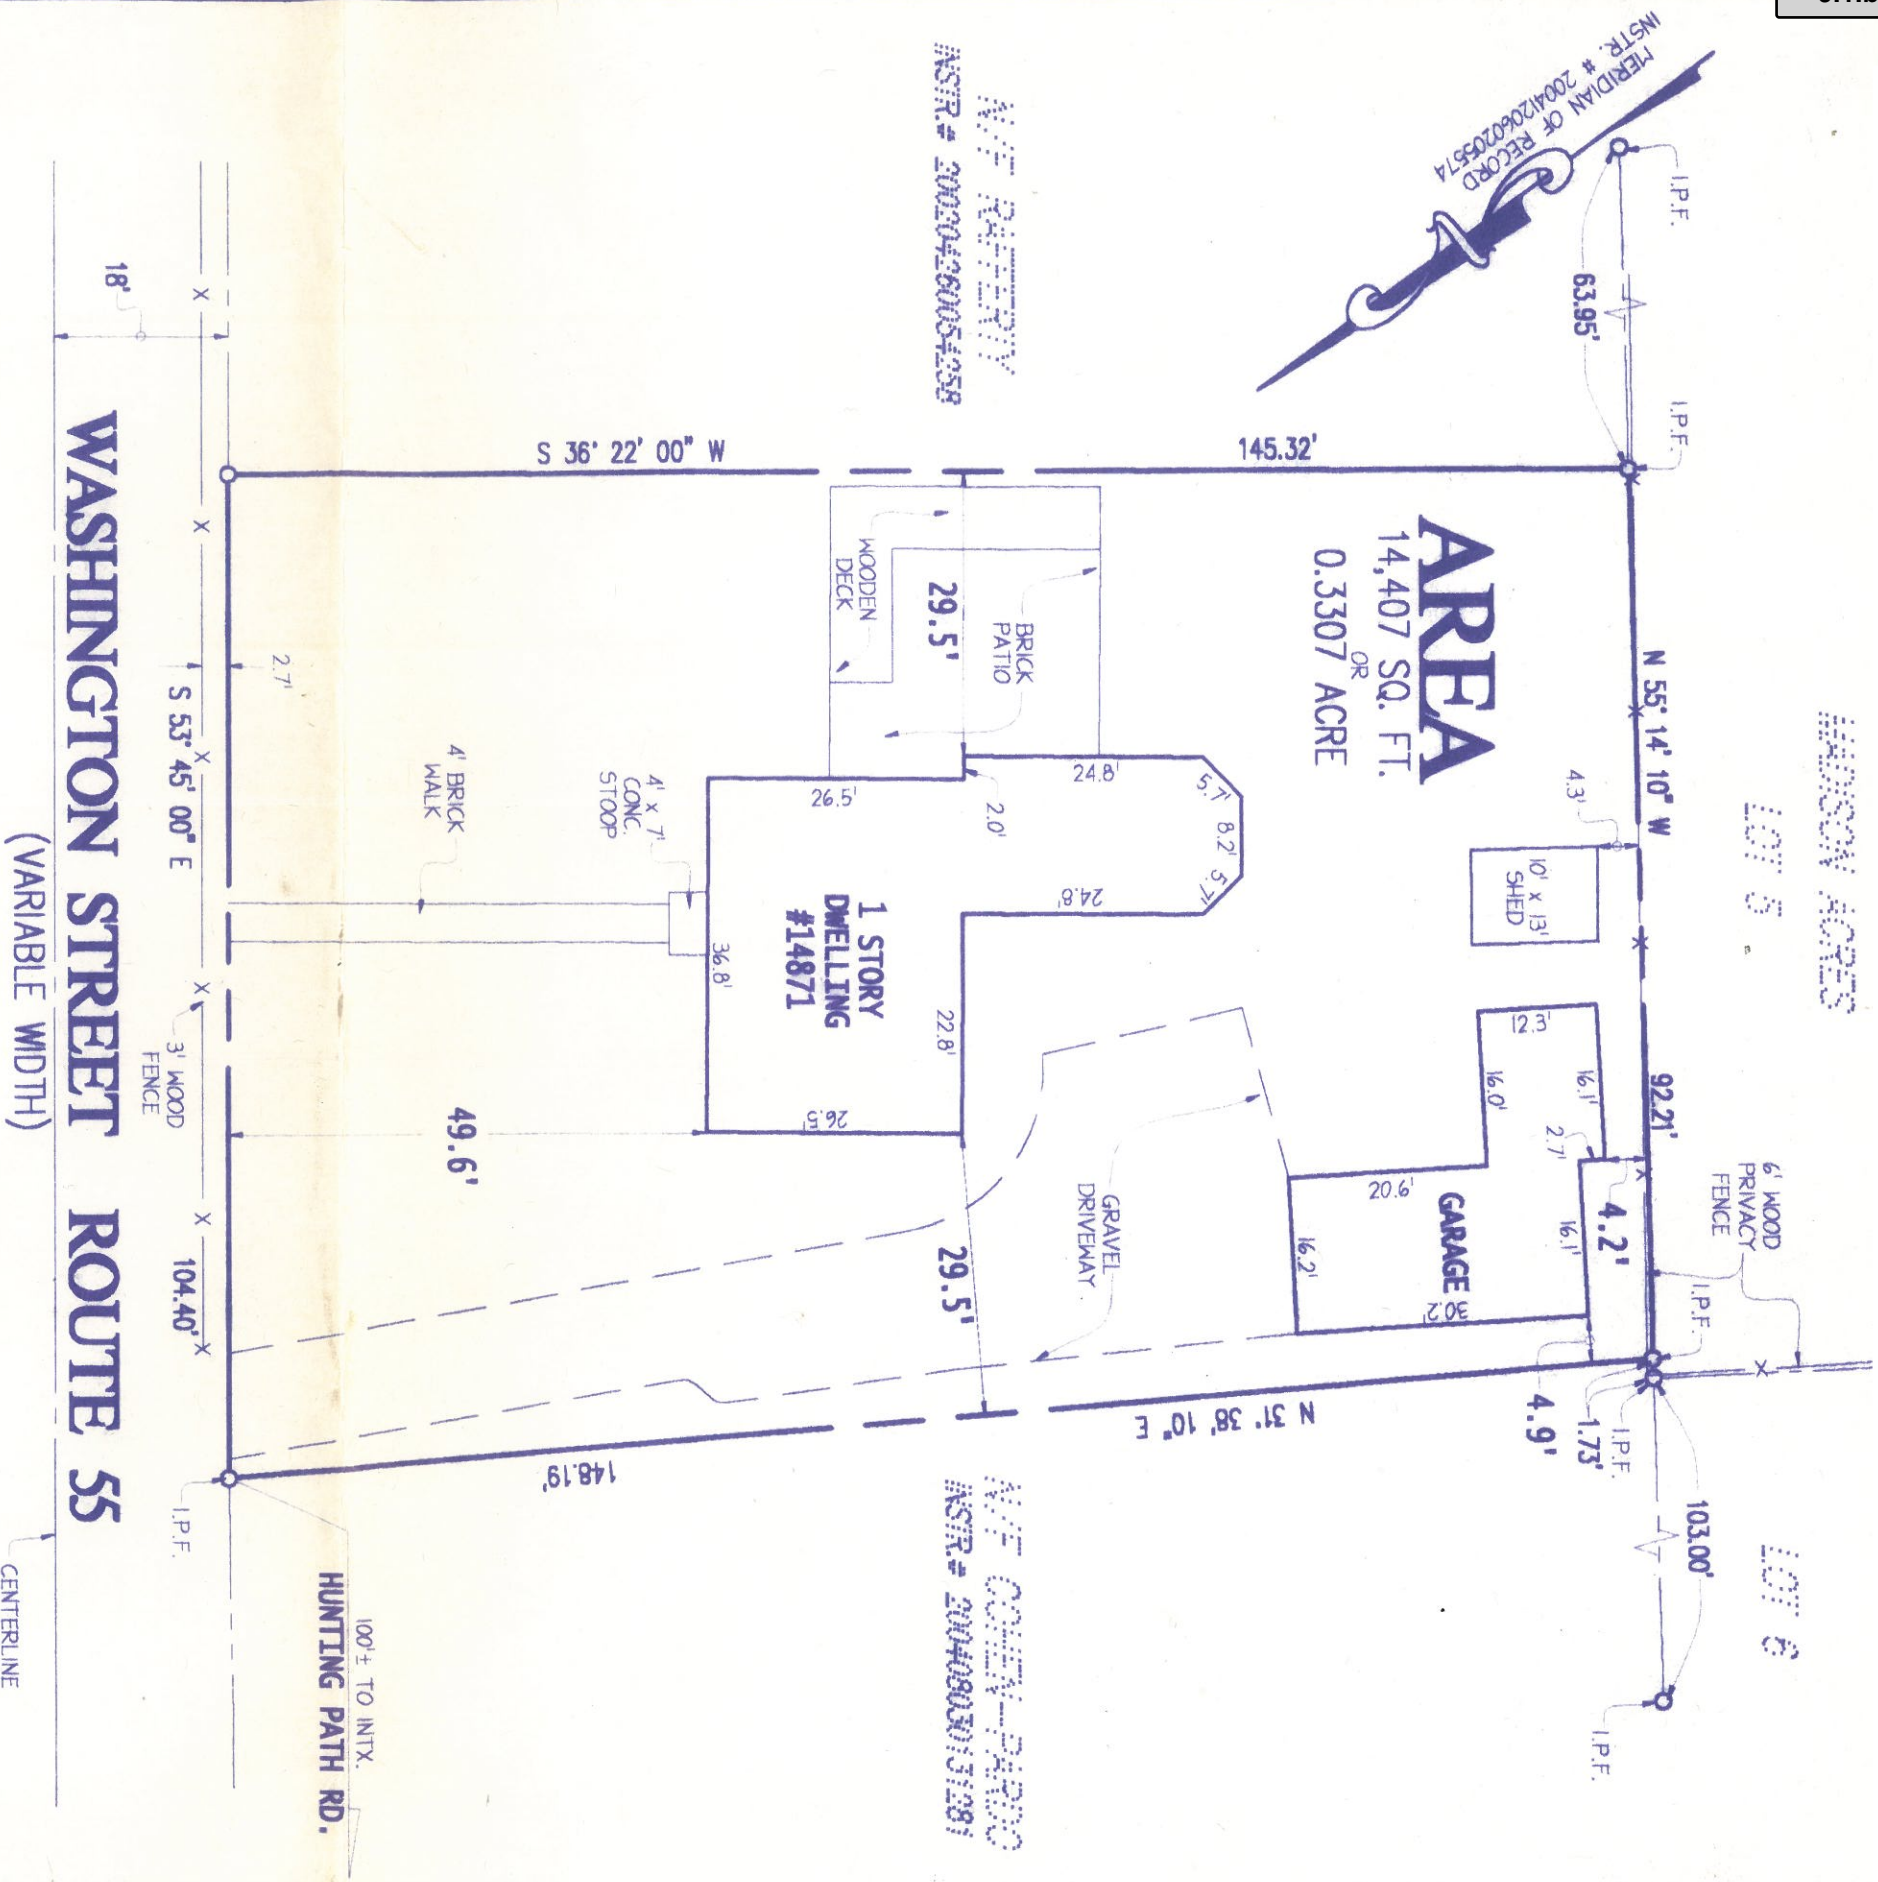 MERIDIAN OF RECORD
INSTR. # 200412060205574
I.P.F.
63.95'
I.P.F.
MADISON ACRES
LOT 5
LOT 6
N 55° 14' 10" W
92.21'
6' WOOD
PRIVACY
FENCE
I.P.F.
I.P.F.
1.73'
103.00'
I.P.F.
4.3'
10' x 13'
SHED
12.3'
16.1'
16.0'
2.7'
4.2'
16.1'
GARAGE
20.6'
16.2'
30.2'
4.9'
AREA
14,407 SQ. FT.
OR
0.3307 ACRE
N/F RAFFERTY
INSTR.# 200304260054258
S 36° 22' 00" W
145.32'
BRICK
PATIO
29.5'
WOODEN
DECK
24.8'
5.7'
8.2'
5.7'
24.8'
2.0'
26.5'
1 STORY
DWELLING
#14871
22.8'
36.8'
26.5'
GRAVEL
DRIVEWAY
29.5'
N 31° 38' 10" E
148.19'
N/F COHEN-PARDO
INSTR.# 200408030131281
4' x 7'
CONC.
STOOP
4' BRICK
WALK
49.6'
2.7'
18'
S 53° 45' 00" E
3' WOOD
FENCE
104.40'
I.P.F.
100'± TO INTX.
HUNTING PATH RD.
WASHINGTON STREET ROUTE 55
(VARIABLE WIDTH)
CENTERLINE